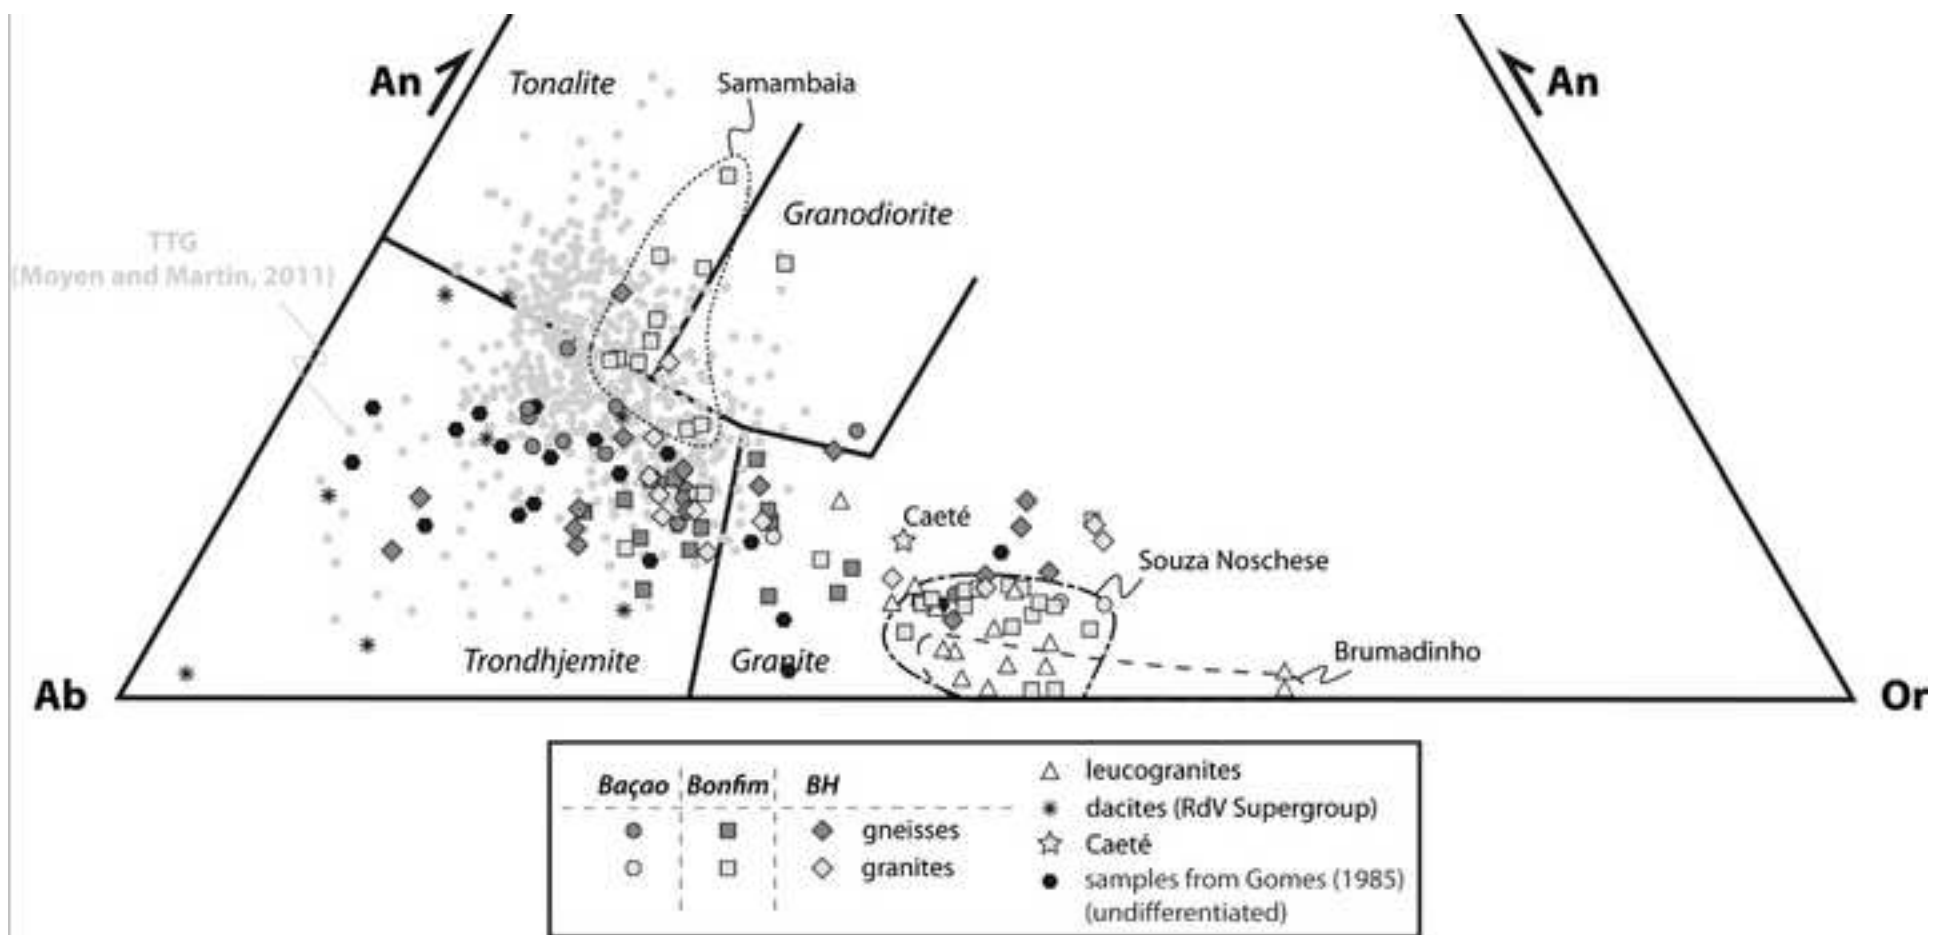 An
Tonalite
Samambaia
An
Granodiorite
TTG
(Moyen and Martin, 2011)
Caeté
Souza Noschese
Trondhjemite
Granite
Brumadinho
Ab
Or
Baçao
Bonfim
BH
gneisses
granites
leucogranites
dacites (RdV Supergroup)
Caeté
samples from Gomes (1985)
(undifferentiated)